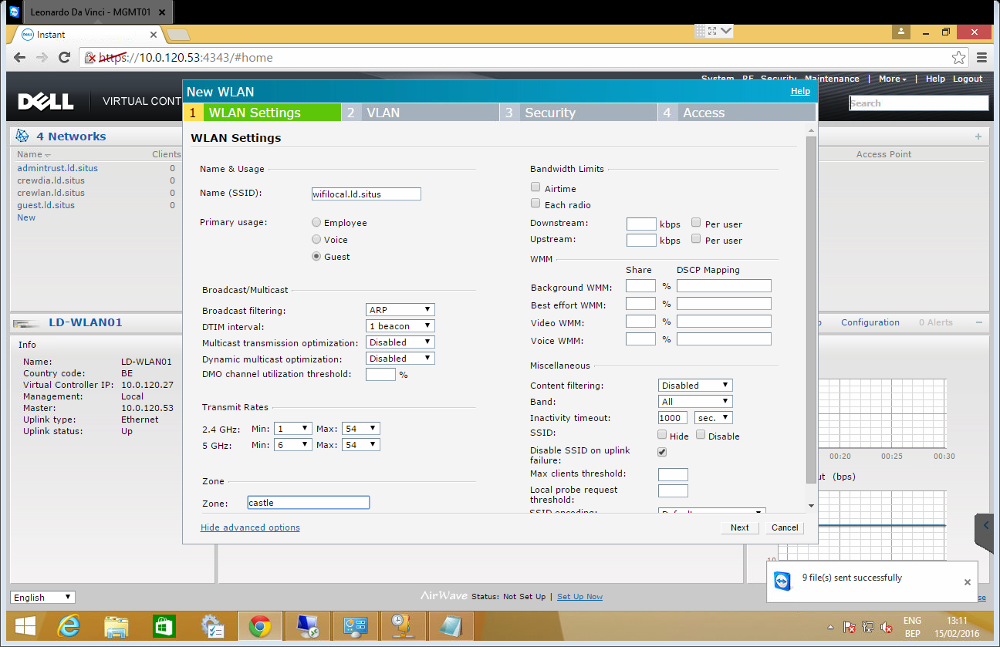 Leonardo Da Vinci - MGMT01
Instant
https://10.0.120.53:4343/#home
System RF Security Maintenance | More | Help Logout
DELL VIRTUAL CONT
Search
4 Networks
Name Clients
admintrust.ld.situs 0
crewdia.ld.situs 0
crewlan.ld.situs 0
guest.ld.situs 0
New
Access Point
LD-WLAN01
Configuration 0 Alerts
Info
Name: LD-WLAN01
Country code: BE
Virtual Controller IP: 10.0.120.27
Management: Local
Master: 10.0.120.53
Uplink type: Ethernet
Uplink status: Up
New WLAN Help
1 WLAN Settings 2 VLAN 3 Security 4 Access
WLAN Settings
Name & Usage
Name (SSID): wifilocal.ld.situs
Primary usage: Employee
Voice
Guest
Broadcast/Multicast
Broadcast filtering: ARP
DTIM interval: 1 beacon
Multicast transmission optimization: Disabled
Dynamic multicast optimization: Disabled
DMO channel utilization threshold: %
Transmit Rates
2.4 GHz: Min: 1 Max: 54
5 GHz: Min: 6 Max: 54
Zone
Zone: castle
Bandwidth Limits
Airtime
Each radio
Downstream: kbps Per user
Upstream: kbps Per user
WMM
Share DSCP Mapping
Background WMM: %
Best effort WMM: %
Video WMM: %
Voice WMM: %
Miscellaneous
Content filtering: Disabled
Band: All
Inactivity timeout: 1000 sec.
SSID: Hide Disable
Disable SSID on uplink
failure:
Max clients threshold:
Local probe request
threshold:
SSID encoding: Default
Hide advanced options
Next Cancel
00:20 00:25 00:30
ut (bps)
10
9 file(s) sent successfully
English
AirWave Status: Not Set Up | Set Up Now
se
ENG
BEP
13:11
15/02/2016